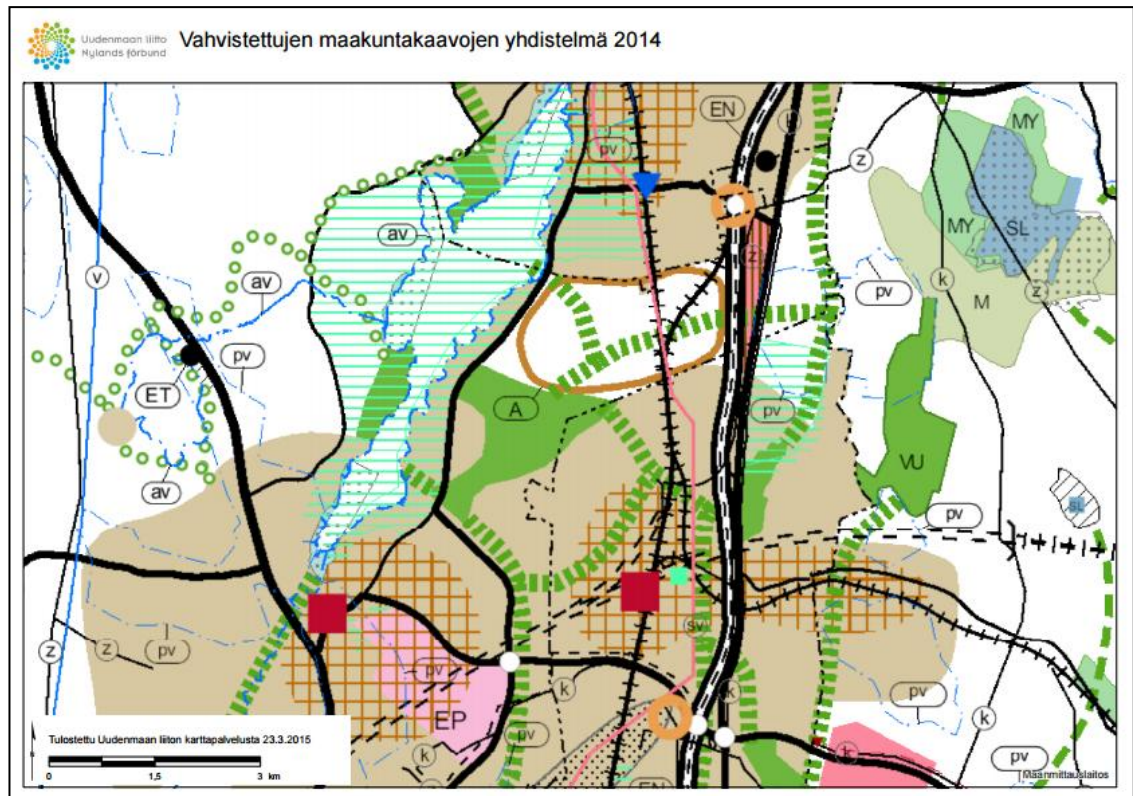 Uudenmaan liitto
Nylands förbund
Vahvistettujen maakuntakaavojen yhdistelmä 2014
EN
k
MY
pv
z
av
MY
SL
z
k
z
v
av
pv
M
pv
ET
A
pv
av
VU
pv
SL
sv
z
z
pv
pv
k
k
pv
EP
k
pv
k
k
pv
EN
Tulostettu Uudenmaan liiton karttapalvelusta 23.3.2015
0 1,5 3 km
Maanmittauslaitos